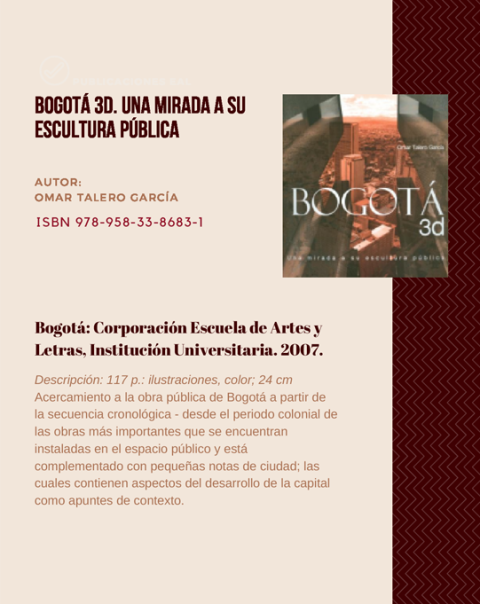 BOGOTÁ 3D. UNA MIRADA A SU
ESCULTURA PÚBLICA
AUTOR:
OMAR TALERO GARCÍA
ISBN 978-958-33-8683-1
Omar Talero García
BOGOTÁ
3d
Una mirada a su escultura pública
Bogotá: Corporación Escuela de Artes y
Letras, Institución Universitaria. 2007.
Descripción: 117 p.: ilustraciones, color; 24 cm
Acercamiento a la obra pública de Bogotá a partir de
la secuencia cronológica - desde el periodo colonial de
las obras más importantes que se encuentran
instaladas en el espacio público y está
complementado con pequeñas notas de ciudad; las
cuales contienen aspectos del desarrollo de la capital
como apuntes de contexto.